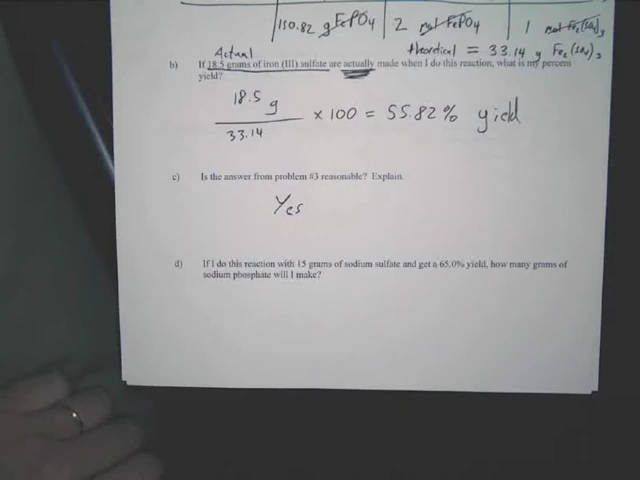 150.82 g FePO4 | 2 mol FePO4 | 1 mol Fe2(SO4)3
Actual theoretical = 33.14 g Fe2(SO4)3
b) If 18.5 grams of iron (III) sulfate are actually made when I do this reaction, what is my percent
yield?
18.5 g
33.14
× 100 = 55.82% yield
c) Is the answer from problem #3 reasonable? Explain.
Yes
d) If I do this reaction with 15 grams of sodium sulfate and get a 65.0% yield, how many grams of
sodium phosphate will I make?